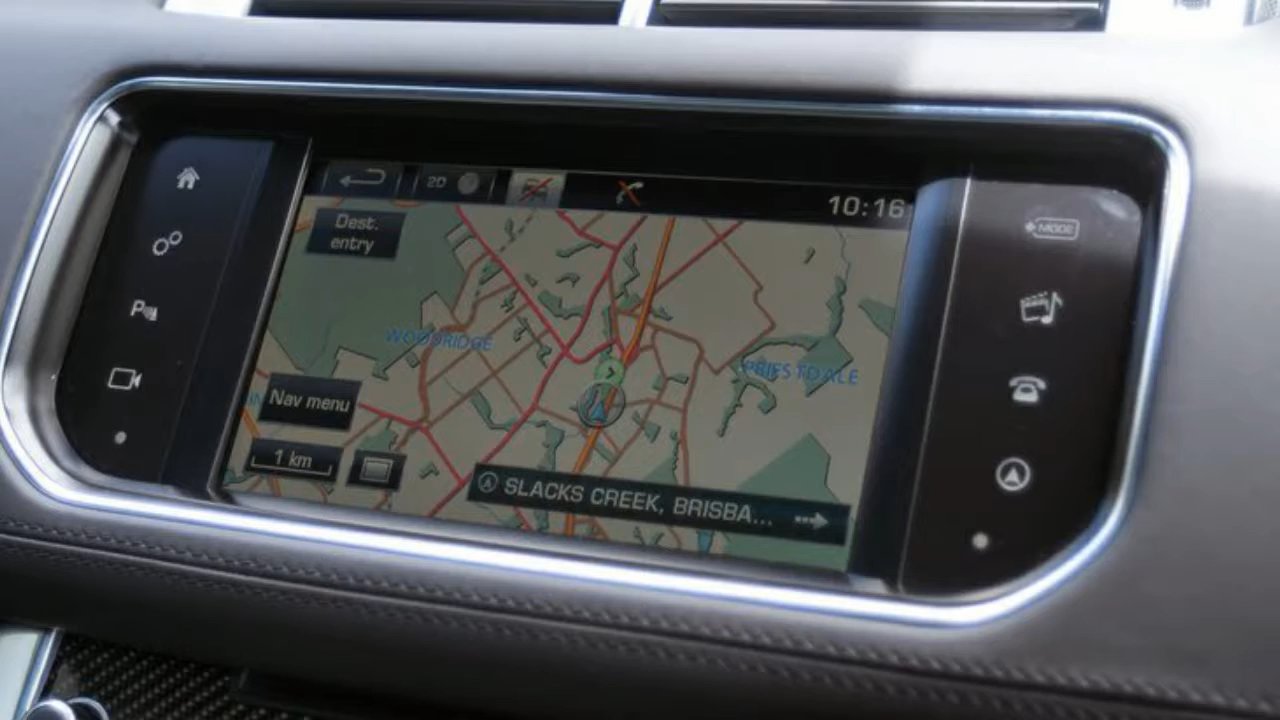 2D
10:16
Dest.
entry
MODE
WOODRIDGE
PRIESTDALE
Nav menu
1 km
SLACKS CREEK, BRISBA...
P